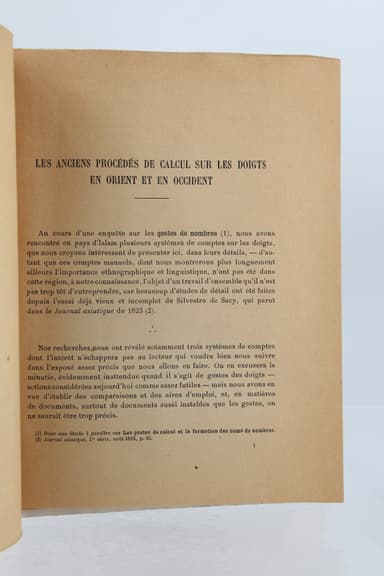 LES ANCIENS PROCÉDÉS DE CALCUL SUR LES DOIGTS
EN ORIENT ET EN OCCIDENT
Au cours d'une enquête sur les gestes de nombres (1), nous avons
rencontré en pays d'Islam plusieurs systèmes de comptes sur les doigts,
que nous croyons intéressant de présenter ici, dans leurs détails, — d'au-
tant que ces comptes manuels, dont nous montrerons plus longuement
ailleurs l'importance ethnographique et linguistique, n'ont pas été dans
cette région, à notre connaissance, l'objet d'un travail d'ensemble qu'il n'est
pas trop tôt d'entreprendre, car beaucoup d'études de détail ont été faites
depuis l'essai déjà vieux et incomplet de Silvestre de Sacy, qui parut
dans le Journal asiatique de 1823 (2).
∴
Nos recherches nous ont révélé notamment trois systèmes de comptes
dont l'intérêt n'échappera pas au lecteur qui voudra bien nous suivre
dans l'exposé assez précis que nous allons en faire. On en excusera la
minutie, évidemment inattendue quand il s'agit de gestes des doigts —
actions considérées aujourd'hui comme assez futiles — mais nous avons en
vue d'établir des comparaisons et des aires d'emploi, et, en matières
de documents, surtout de documents aussi instables que les gestes, on
ne saurait être trop précis.
(1) Pour une étude à paraître sur Les gestes de calcul et la formation des noms de nombres.
(2) Journal asiatique, 1re série, août 1823, p. 65.
1